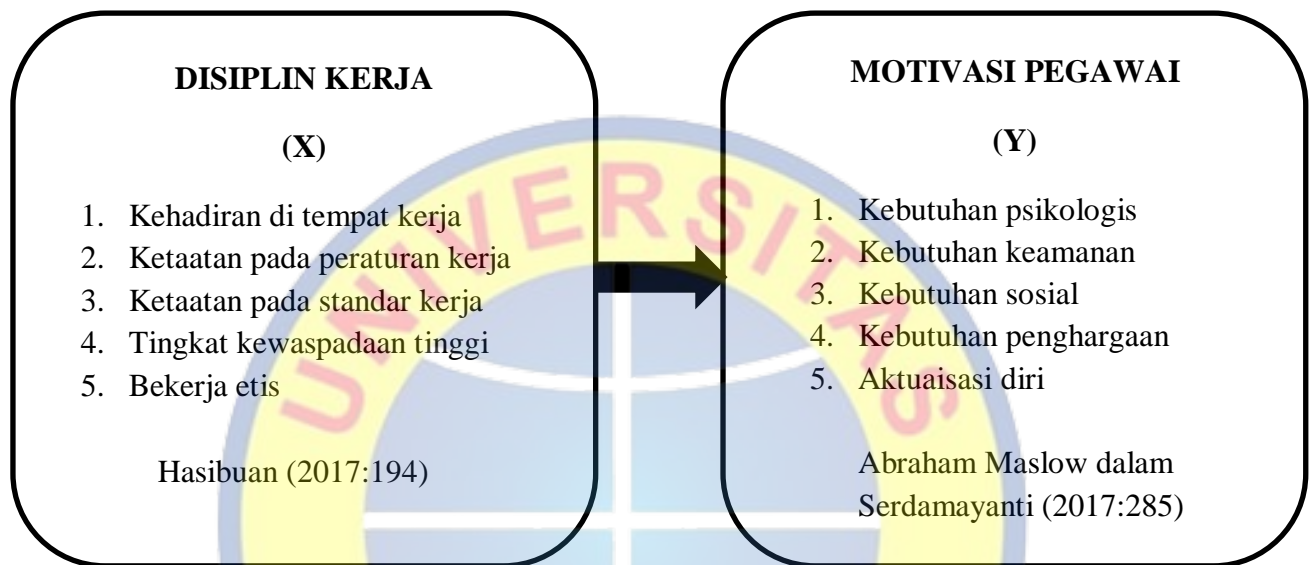 DISIPLIN KERJA
(X)
1. Kehadiran di tempat kerja
2. Ketaatan pada peraturan kerja
3. Ketaatan pada standar kerja
4. Tingkat kewaspadaan tinggi
5. Bekerja etis
Hasibuan (2017:194)
MOTIVASI PEGAWAI
(Y)
1. Kebutuhan psikologis
2. Kebutuhan keamanan
3. Kebutuhan sosial
4. Kebutuhan penghargaan
5. Aktuaisasi diri
Abraham Maslow dalam
Serdamayanti (2017:285)
UNIVERSITAS